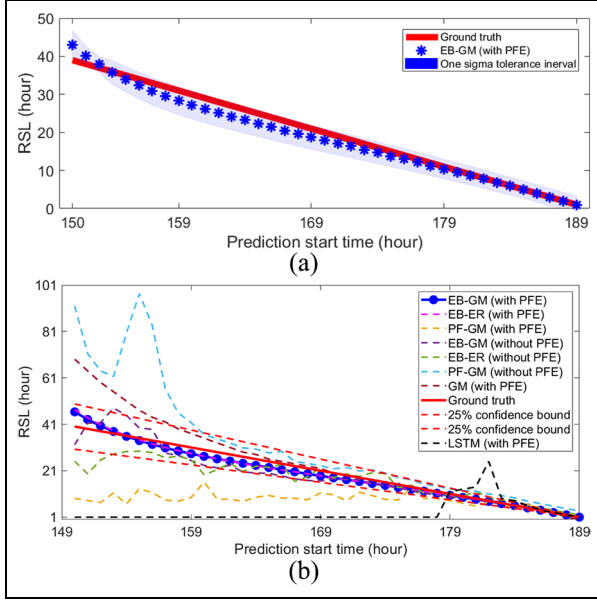 50
40
30
20
10
0
RSL (hour)
Ground truth
EB-GM (with PFE)
One sigma tolerance inerval
150
159
169
179
189
Prediction start time (hour)
(a)
101
81
61
41
21
1
RSL (hour)
EB-GM (with PFE)
EB-ER (with PFE)
PF-GM (with PFE)
EB-GM (without PFE)
EB-ER (without PFE)
PF-GM (without PFE)
GM (with PFE)
Ground truth
25% confidence bound
25% confidence bound
LSTM (with PFE)
149
159
169
179
189
Prediction start time (hour)
(b)